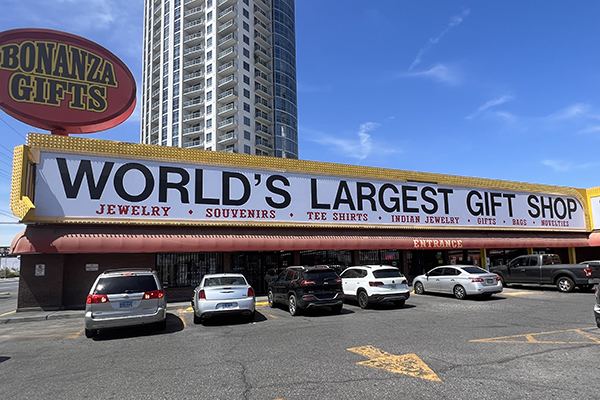 BONANZA
GIFTS
WORLD'S LARGEST GIFT SHOP
JEWELRY • SOUVENIRS • TEE SHIRTS • INDIAN JEWELRY • GIFTS • BAGS • NOVELTIES
ENTRANCE